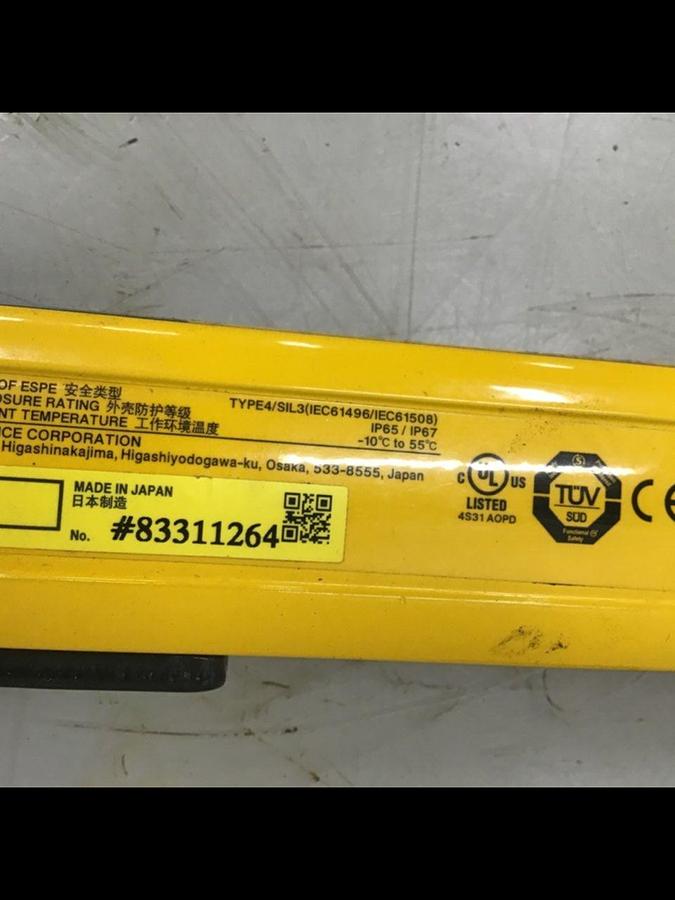 OF ESPE 安全类型 TYPE4/SIL3(IEC61496/IEC61508)
OSURE RATING 外壳防护等级 IP65 / IP67
NT TEMPERATURE 工作环境温度 -10°C to 55°C
NCE CORPORATION
Higashinakajima, Higashiyodogawa-ku, Osaka, 533-8555, Japan
MADE IN JAPAN
日本制造
No. #83311264
C UL US
LISTED
4S31 AOPD
S
TÜV
SÜD
Functional
Safety
CE